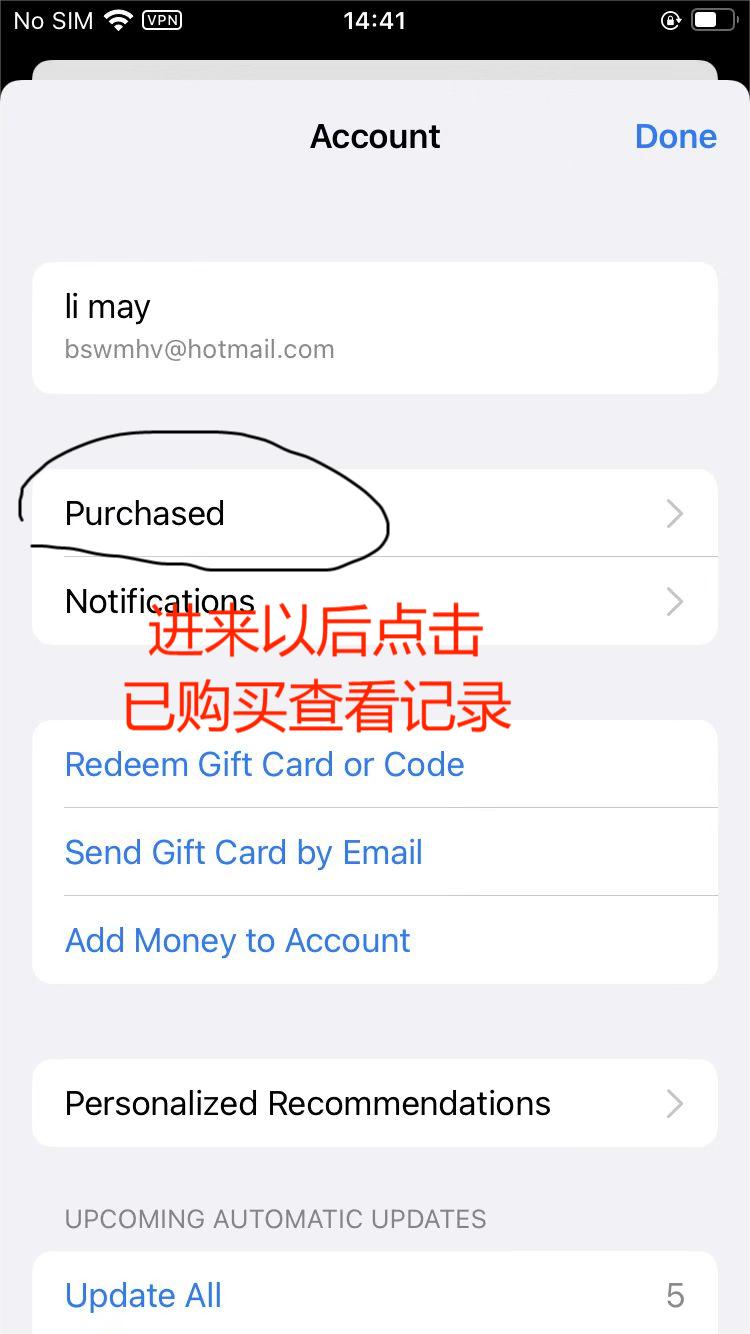 No SIM VPN 14:41
Account Done
li may
bswmhv@hotmail.com
Purchased
Notifications
进来以后点击
已购买查看记录
Redeem Gift Card or Code
Send Gift Card by Email
Add Money to Account
Personalized Recommendations
UPCOMING AUTOMATIC UPDATES
Update All 5